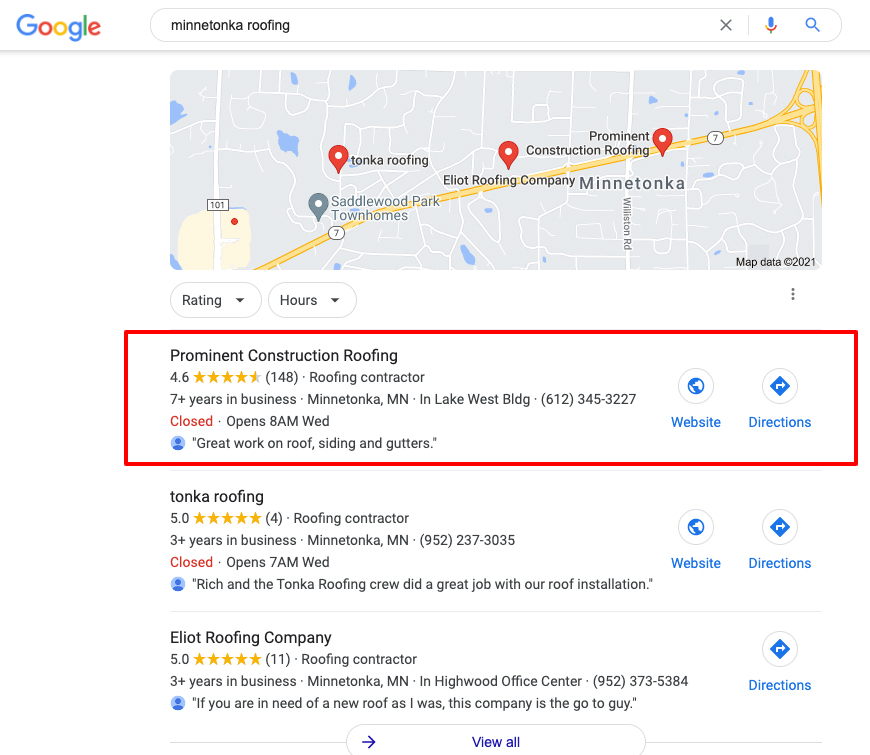 Google
minnetonka roofing
tonka roofing
Prominent
Construction Roofing
7
Eliot Roofing Company
Minnetonka
101
Saddlewood Park
Townhomes
7
Williston Rd
Map data ©2021
Rating
Hours
Prominent Construction Roofing
4.6 (148) · Roofing contractor
7+ years in business · Minnetonka, MN · In Lake West Bldg · (612) 345-3227
Closed · Opens 8AM Wed
"Great work on roof, siding and gutters."
Website
Directions
tonka roofing
5.0 (4) · Roofing contractor
3+ years in business · Minnetonka, MN · (952) 237-3035
Closed · Opens 7AM Wed
"Rich and the Tonka Roofing crew did a great job with our roof installation."
Website
Directions
Eliot Roofing Company
5.0 (11) · Roofing contractor
3+ years in business · Minnetonka, MN · In Highwood Office Center · (952) 373-5384
"If you are in need of a new roof as I was, this company is the go to guy."
Directions
View all